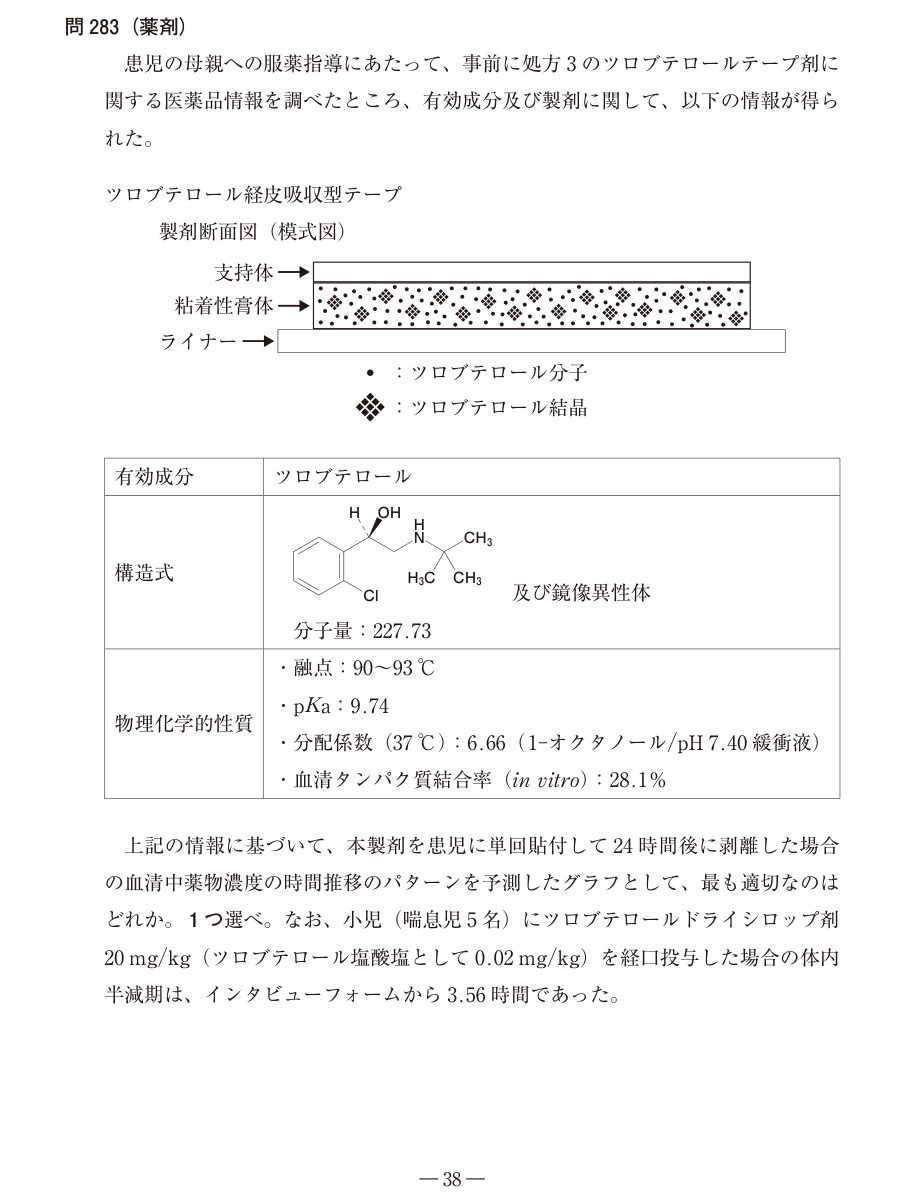 問 283（薬剤）
患児の母親への服薬指導にあたって、事前に処方 3 のツロブテロールテープ剤に
関する医薬品情報を調べたところ、有効成分及び製剤に関して、以下の情報が得ら
れた。
ツロブテロール経皮吸収型テープ
製剤断面図（模式図）
支持体
粘着性膏体
ライナー
：ツロブテロール分子
：ツロブテロール結晶
有効成分 ツロブテロール
構造式
H OH
H
N
CH₃
H₃C CH₃
Cl
及び鏡像異性体
分子量：227.73
物理化学的性質
・融点：90〜93 ℃
・pKa：9.74
・分配係数（37 ℃）：6.66（1-オクタノール/pH 7.40 緩衝液）
・血清タンパク質結合率（in vitro）：28.1%
上記の情報に基づいて、本製剤を患児に単回貼付して 24 時間後に剥離した場合
の血清中薬物濃度の時間推移のパターンを予測したグラフとして、最も適切なのは
どれか。1つ選べ。なお、小児（喘息児 5 名）にツロブテロールドライシロップ剤
20 mg/kg（ツロブテロール塩酸塩として 0.02 mg/kg）を経口投与した場合の体内
半減期は、インタビューフォームから 3.56 時間であった。
— 38 —